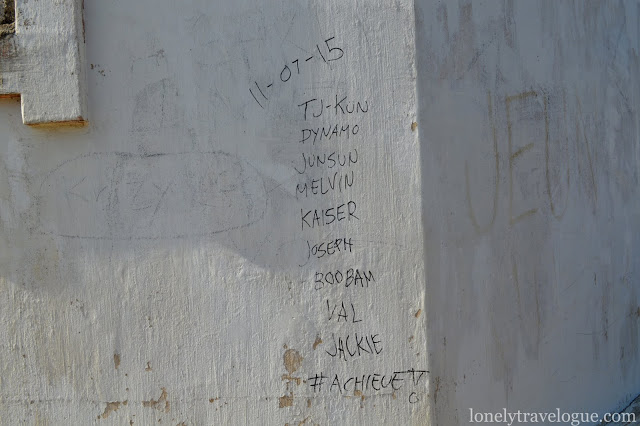 11-07-15
TJ-KUN
DYNAMO
JUNSUN
MELVIN
KAISER
JOSEPH
BOOBAM
VAL
JACKIE
#ACHIEVE
lonelytravelogue.com